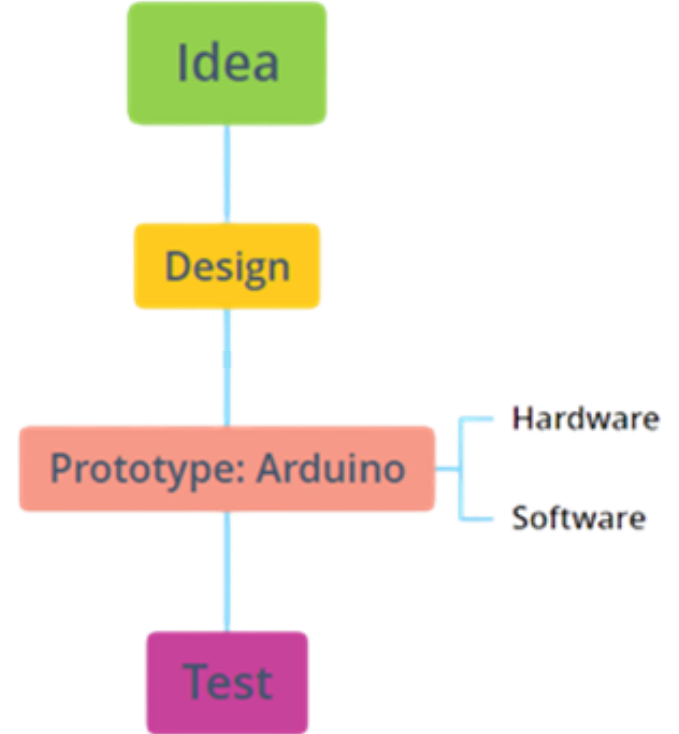 Idea
Design
Prototype: Arduino
Hardware
Software
Test